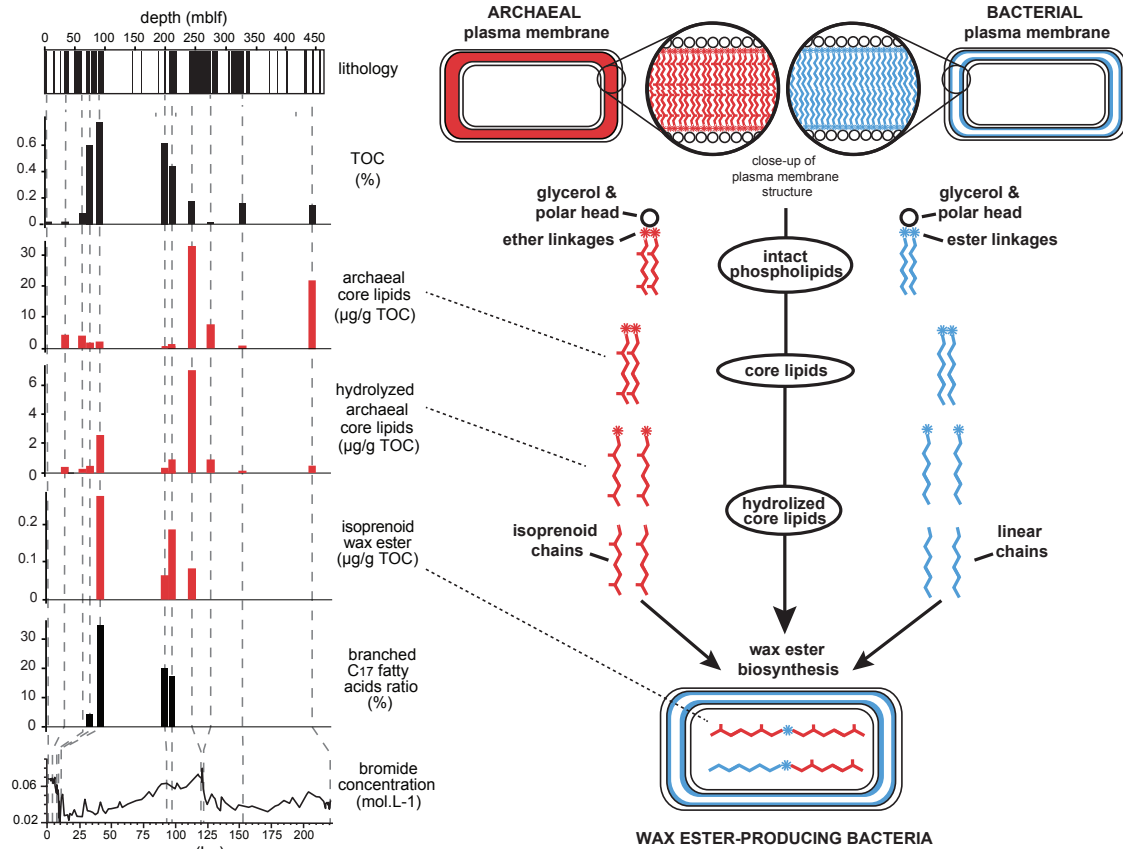 depth (mblf)
0 50 100 150 200 250 300 350 400 450
lithology
0.6
0.4
0.2
0
TOC
(%)
30
20
10
0
archaeal
core lipids
(µg/g TOC)
6
4
2
0
hydrolyzed
archaeal
core lipids
(µg/g TOC)
0.2
0.1
0
isoprenoid
wax ester
(µg/g TOC)
30
20
10
0
branched
C17 fatty
acids ratio
(%)
0.06
0.02
bromide
concentration
(mol.L-1)
0 25 50 75 100 125 150 200
ARCHAEAL
plasma membrane
BACTERIAL
plasma membrane
close-up of
plasma membrane
structure
glycerol &
polar head
ether linkages
glycerol &
polar head
ester linkages
intact
phospholipids
core lipids
hydrolized
core lipids
isoprenoid
chains
linear
chains
wax ester
biosynthesis
WAX ESTER-PRODUCING BACTERIA